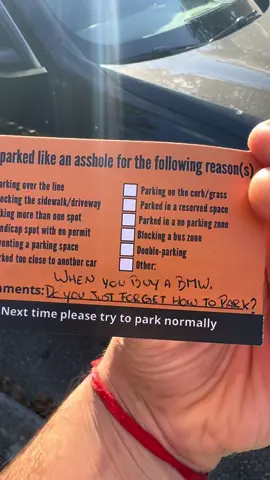 parked like an asshole for the following reason(s)
arking over the line
ocking the sidewalk/driveway
king more than one spot
ndicap spot with no permit
enting a parking space
ked too close to another car
Parking on the curb/grass
Parked in a reserved space
Parked in a no parking zone
Blocking a bus zone
Double-parking
Other:
WHEN YOU BUY A BMW.
mments: DO YOU JUST FORGET HOW TO PARK?
Next time please try to park normally